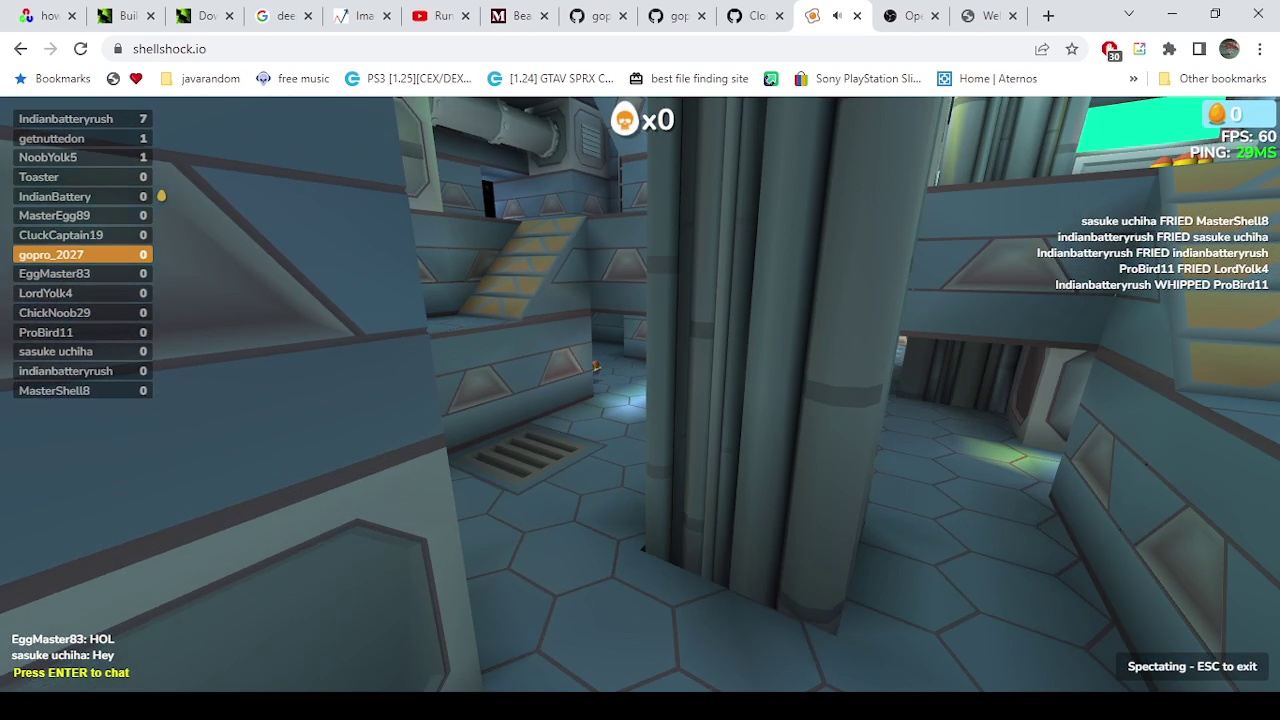 how
Buil
Dov
dee
Ima
Run
Bea
gop
gop
Clo
Ope
Wel
shellshock.io
30
Bookmarks
javarandom
free music
PS3 [1.25][CEX/DEX...
[1.24] GTAV SPRX C...
best file finding site
Sony PlayStation Sli...
Home | Aternos
»
Other bookmarks
Indianbatteryrush 7
getnuttedon 1
NoobYolk5 1
Toaster 0
IndianBattery 0
MasterEgg89 0
CluckCaptain19 0
gopro_2027 0
EggMaster83 0
LordYolk4 0
ChickNoob29 0
ProBird11 0
sasuke uchiha 0
indianbatteryrush 0
MasterShell8 0
x0
0
FPS: 60
PING: 29MS
sasuke uchiha FRIED MasterShell8
indianbatteryrush FRIED sasuke uchiha
Indianbatteryrush FRIED indianbatteryrush
ProBird11 FRIED LordYolk4
Indianbatteryrush WHIPPED ProBird11
EggMaster83: HOL
sasuke uchiha: Hey
Press ENTER to chat
Spectating - ESC to exit